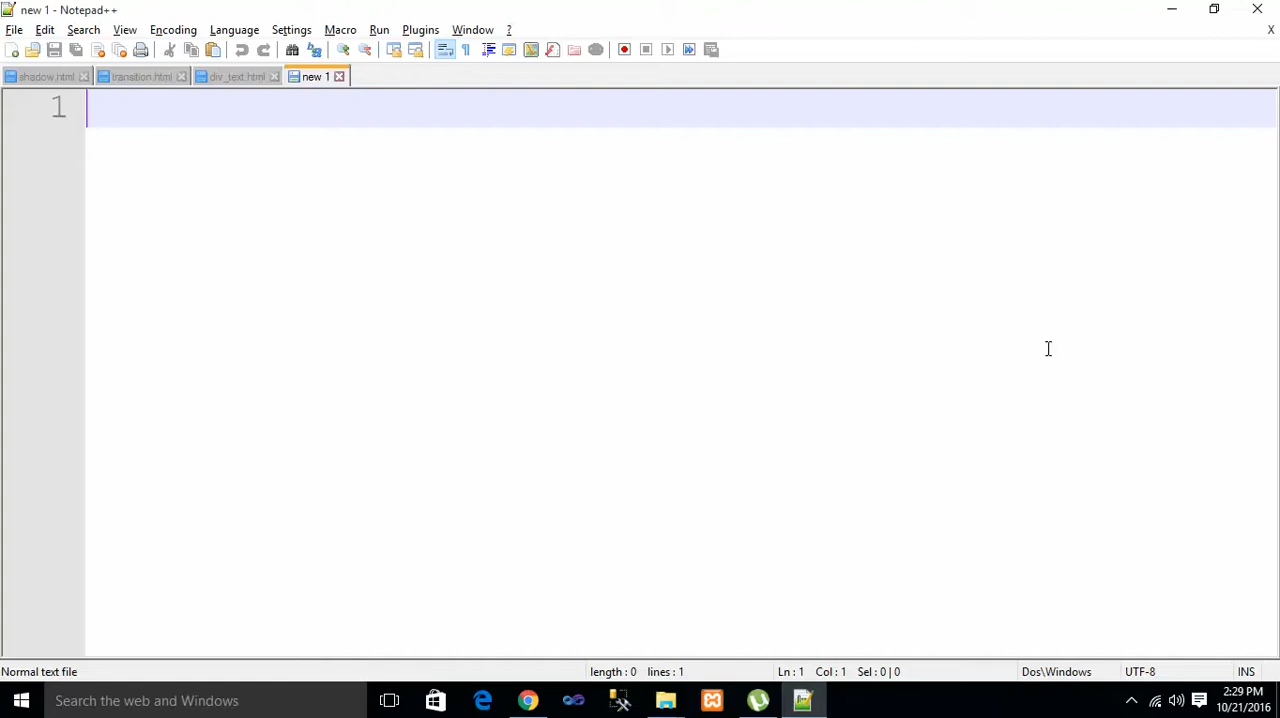 new 1 - Notepad++
File Edit Search View Encoding Language Settings Macro Run Plugins Window ? X
shadow.html transition.html div_text.html new 1
1
Normal text file length : 0 lines : 1 Ln : 1 Col : 1 Sel : 0 | 0 Dos\Windows UTF-8 INS
Search the web and Windows
2:29 PM
10/21/2016